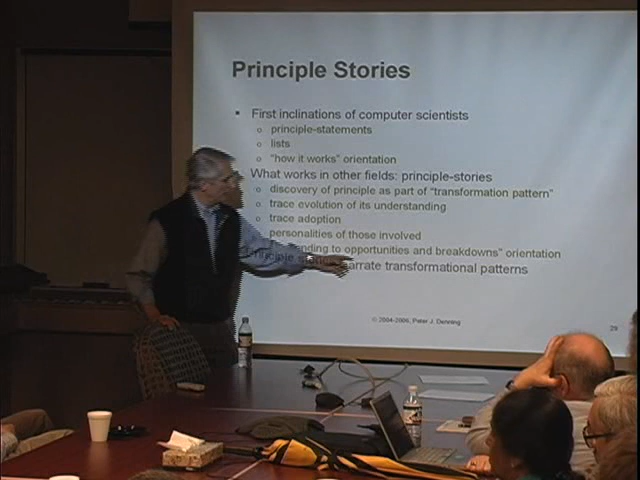 Principle Stories
▪ First inclinations of computer scientists
o principle-statements
o lists
o "how it works" orientation
What works in other fields: principle-stories
o discovery of principle as part of "transformation pattern"
o trace evolution of its understanding
o trace adoption
personalities of those involved
to opportunities and breakdowns" orientation
Principle transformational patterns
© 2004-2006, Peter J. Denning
29